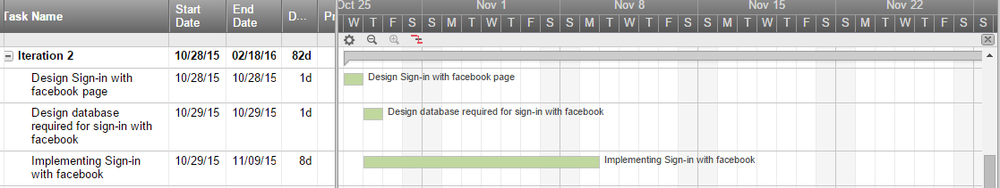 Task Name Start Date End Date D... Pr
Oct 25 Nov 1 Nov 8 Nov 15 Nov 22
W T F S S M T W T F S S M T W T F S S M T W T F S S M T W T F S S
Iteration 2 10/28/15 02/18/16 82d
Design Sign-in with facebook page 10/28/15 10/28/15 1d
Design Sign-in with facebook page
Design database required for sign-in with facebook 10/29/15 10/29/15 1d
Design database required for sign-in with facebook
Implementing Sign-in with facebook 10/29/15 11/09/15 8d
Implementing Sign-in with facebook